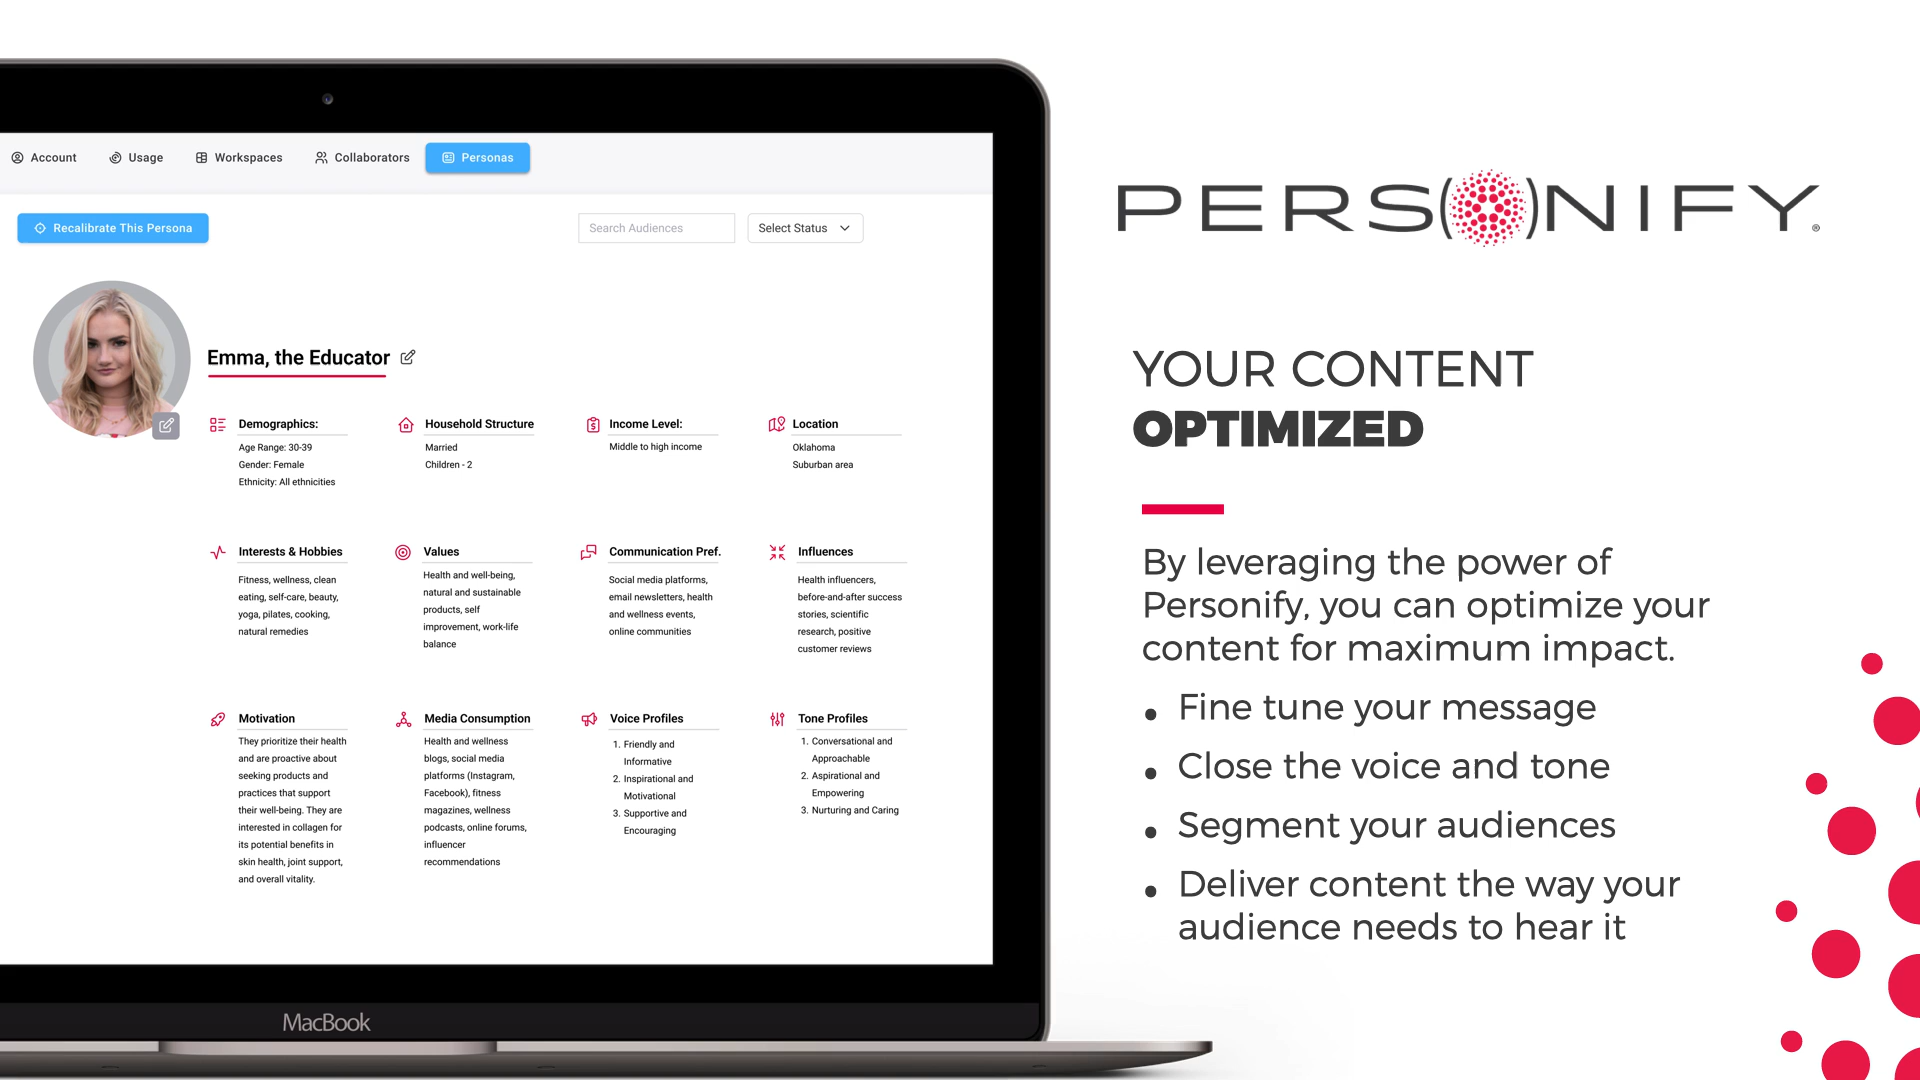 Account
Usage
Workspaces
Collaborators
Personas
Recalibrate This Persona
Search Audiences
Select Status
Emma, the Educator
Demographics:
Age Range: 30-39
Gender: Female
Ethnicity: All ethnicities
Household Structure
Married
Children - 2
Income Level:
Middle to high income
Location
Oklahoma
Suburban area
Interests & Hobbies
Fitness, wellness, clean
eating, self-care, beauty,
yoga, pilates, cooking,
natural remedies
Values
Health and well-being,
natural and sustainable
products, self
improvement, work-life
balance
Communication Pref.
Social media platforms,
email newsletters, health
and wellness events,
online communities
Influences
Health influencers,
before-and-after success
stories, scientific
research, positive
customer reviews
Motivation
They prioritize their health
and are proactive about
seeking products and
practices that support
their well-being. They are
interested in collagen for
its potential benefits in
skin health, joint support,
and overall vitality.
Media Consumption
Health and wellness
blogs, social media
platforms (Instagram,
Facebook), fitness
magazines, wellness
podcasts, online forums,
influencer
recommendations
Voice Profiles
1. Friendly and
Informative
2. Inspirational and
Motivational
3. Supportive and
Encouraging
Tone Profiles
1. Conversational and
Approachable
2. Aspirational and
Empowering
3. Nurturing and Caring
MacBook
PERS(O)NIFY®
YOUR CONTENT
OPTIMIZED
By leveraging the power of
Personify, you can optimize your
content for maximum impact.
• Fine tune your message
• Close the voice and tone
• Segment your audiences
• Deliver content the way your
audience needs to hear it